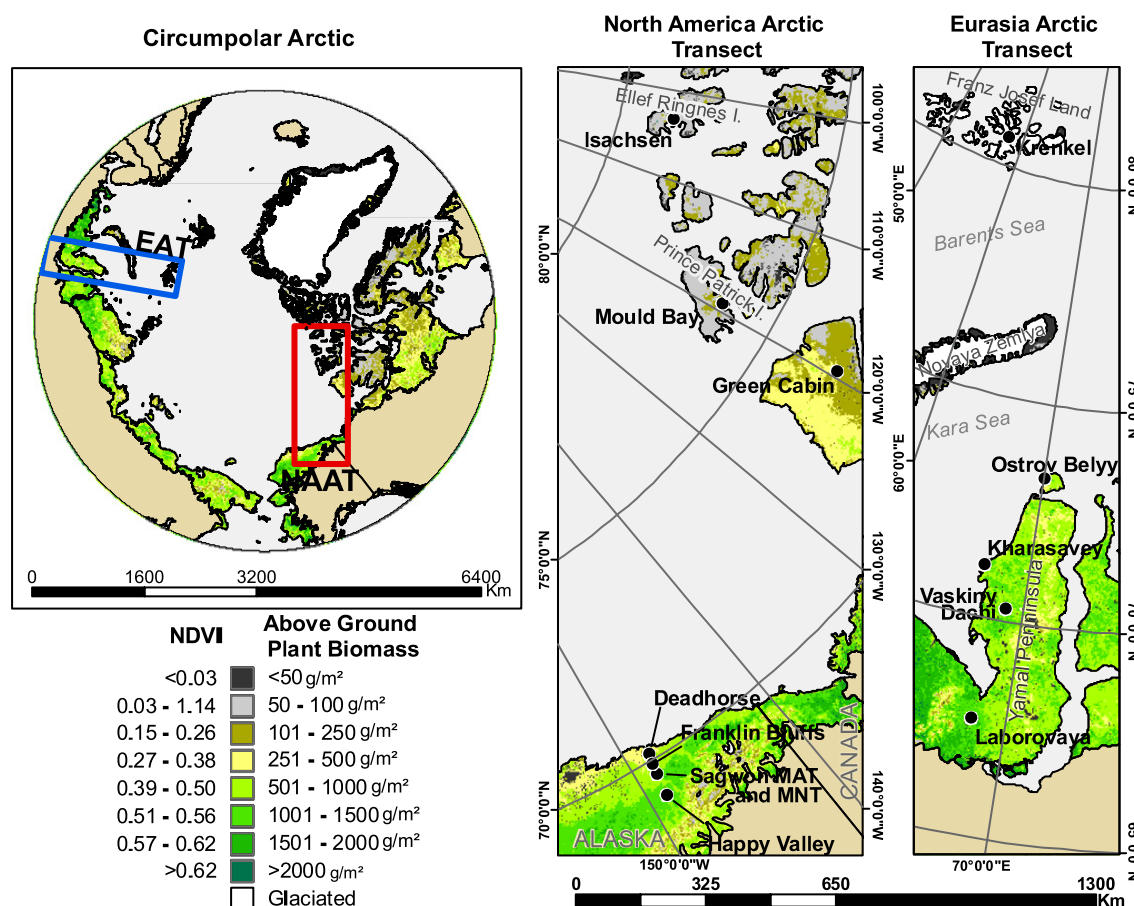 Circumpolar Arctic
North America Arctic
Transect
Eurasia Arctic
Transect
EAT
NAAT
0
1600
3200
6400
Km
NDVI
Above Ground
Plant Biomass
<0.03
<50 g/m²
0.03 - 1.14
50 - 100 g/m²
0.15 - 0.26
101 - 250 g/m²
0.27 - 0.38
251 - 500 g/m²
0.39 - 0.50
501 - 1000 g/m²
0.51 - 0.56
1001 - 1500 g/m²
0.57 - 0.62
1501 - 2000 g/m²
>0.62
>2000 g/m²
Glaciated
Ellef Ringnes I.
Isachsen
Prince Patrick I.
Mould Bay
Green Cabin
Deadhorse
Franklin Bluffs
Sagwon MAT
and MNT
Happy Valley
ALASKA
CANADA
80°0'0"N
75°0'0"N
70°0'0"N
100°0'0"W
110°0'0"W
120°0'0"W
130°0'0"W
140°0'0"W
150°0'0"W
Franz Josef Land
Krenkel
Barents Sea
Novaya Zemlya
Kara Sea
Ostrov Belyy
Kharasavey
Vaskiny
Dachi
Yamal Penninsula
Laborovaya
50°0'0"E
60°0'0"E
70°0'0"E
0
325
650
1300
Km